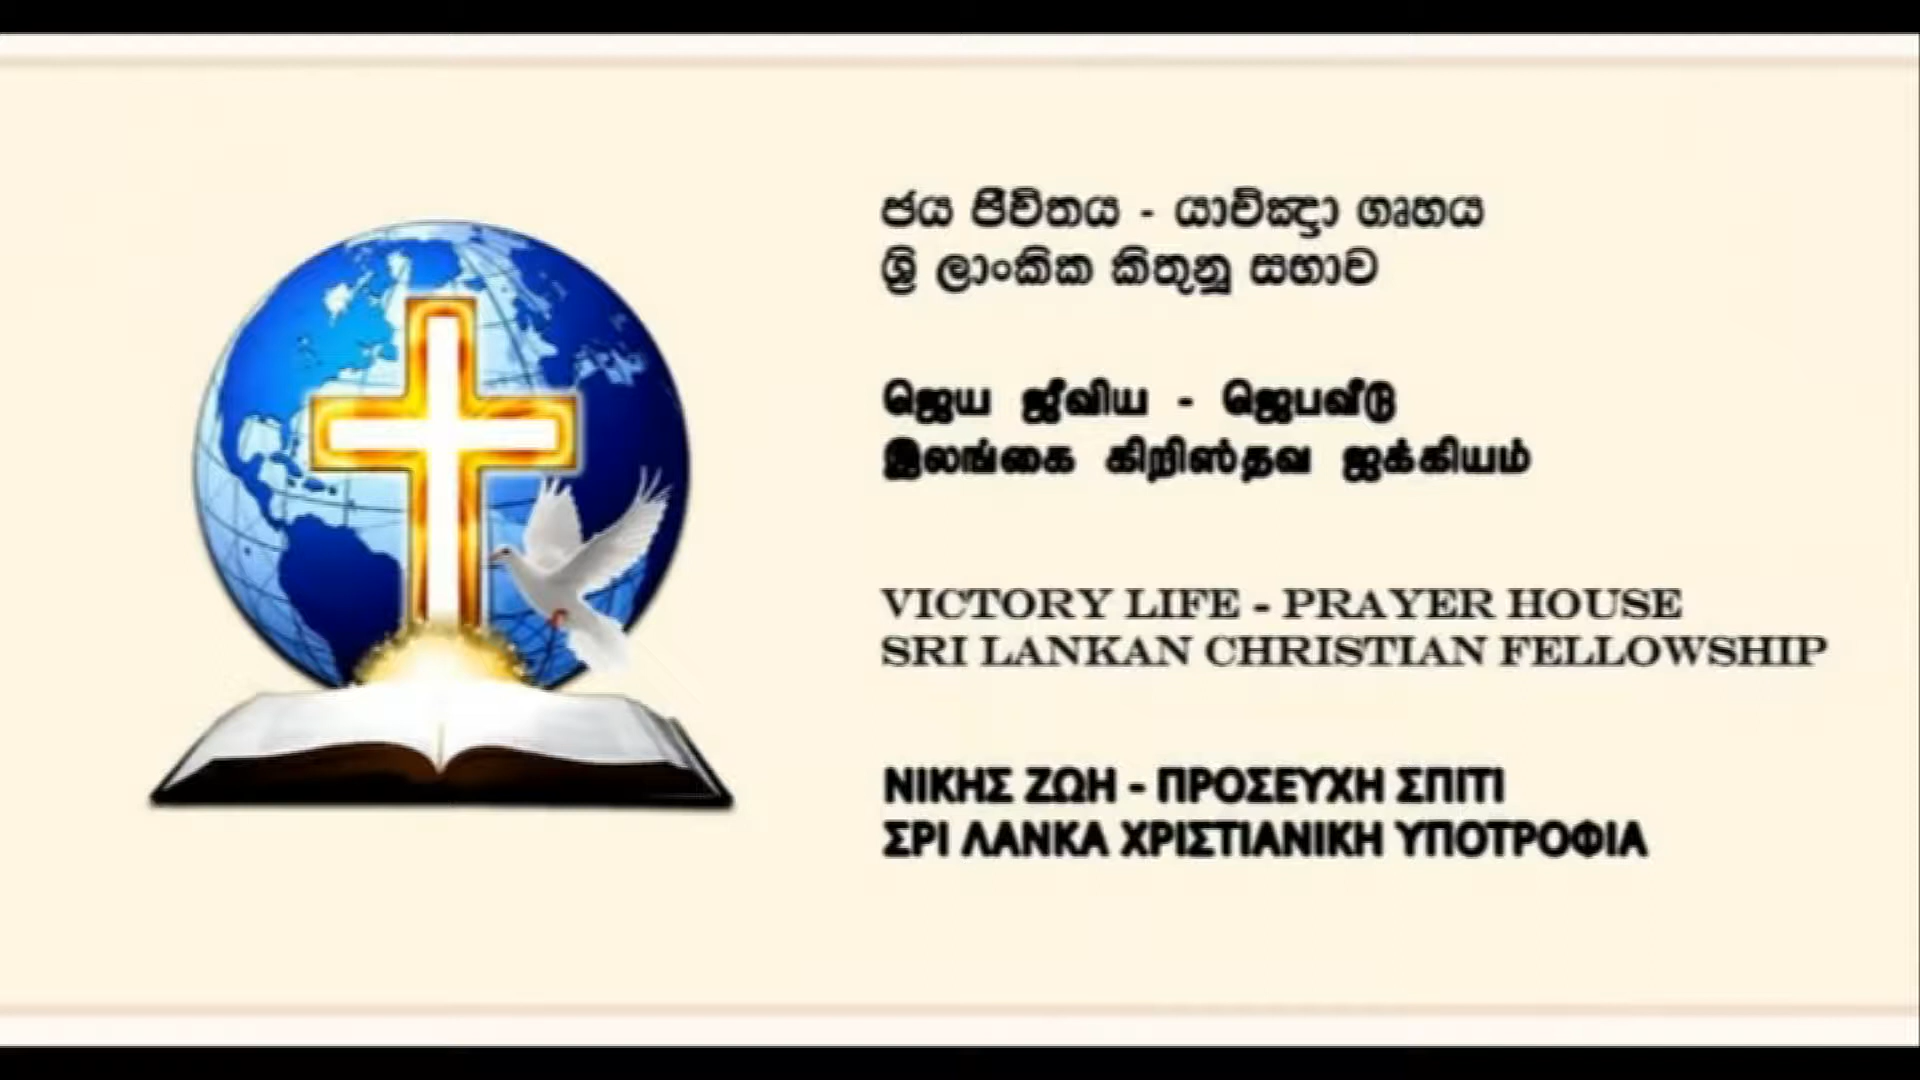 ජය ජීවිතය - යාච්ඤා ගෘහය
ශ්‍රි ලාංකික කිතුනූ සභාව
ஜெய ஜீவிய - ஜெபவீடு
இலங்கை கிறிஸ்தவ ஐக்கியம்
VICTORY LIFE - PRAYER HOUSE
SRI LANKAN CHRISTIAN FELLOWSHIP
ΝΙΚΗΣ ΖΩΗ - ΠΡΟΣΕΥΧΗ ΣΠΙΤΙ
ΣΡΙ ΛΑΝΚΑ ΧΡΙΣΤΙΑΝΙΚΗ ΥΠΟΤΡΟΦΙΑ